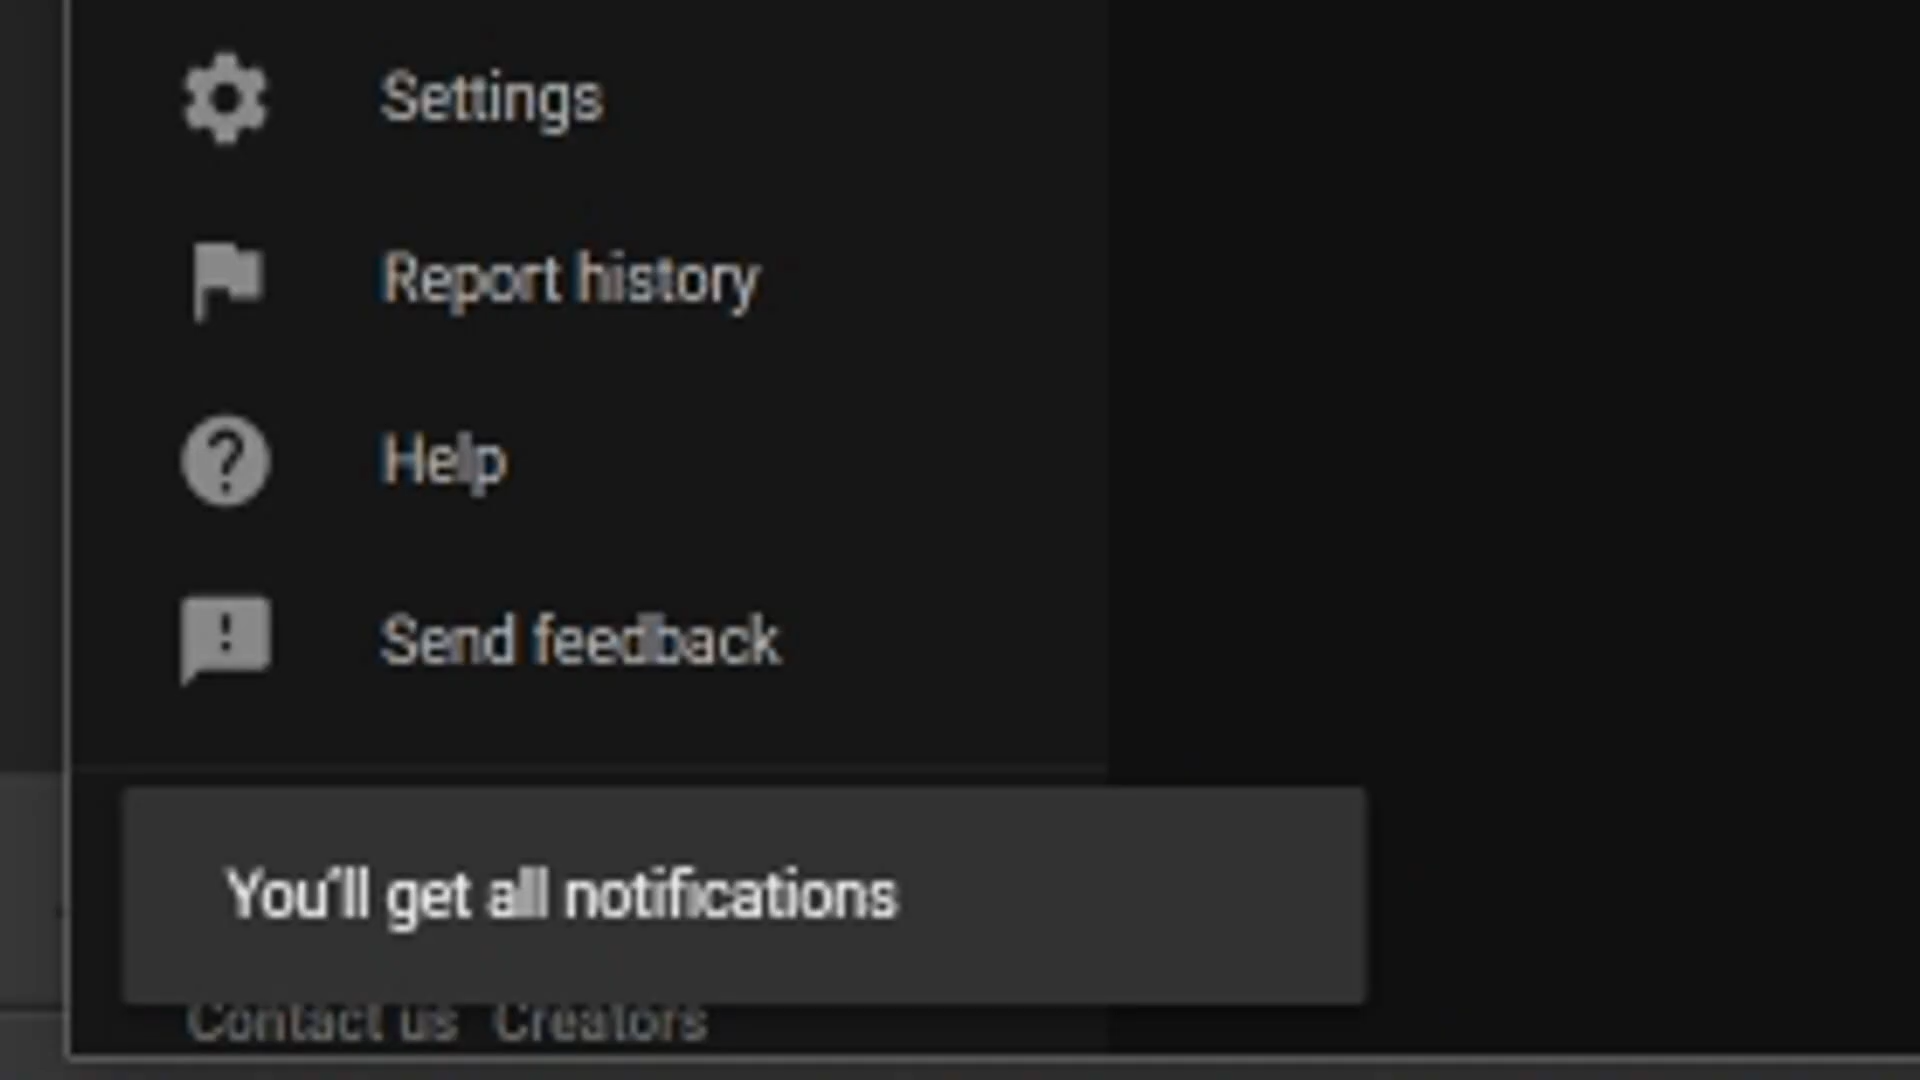 Settings
Report history
Help
Send feedback
You'll get all notifications
Contact us Creators